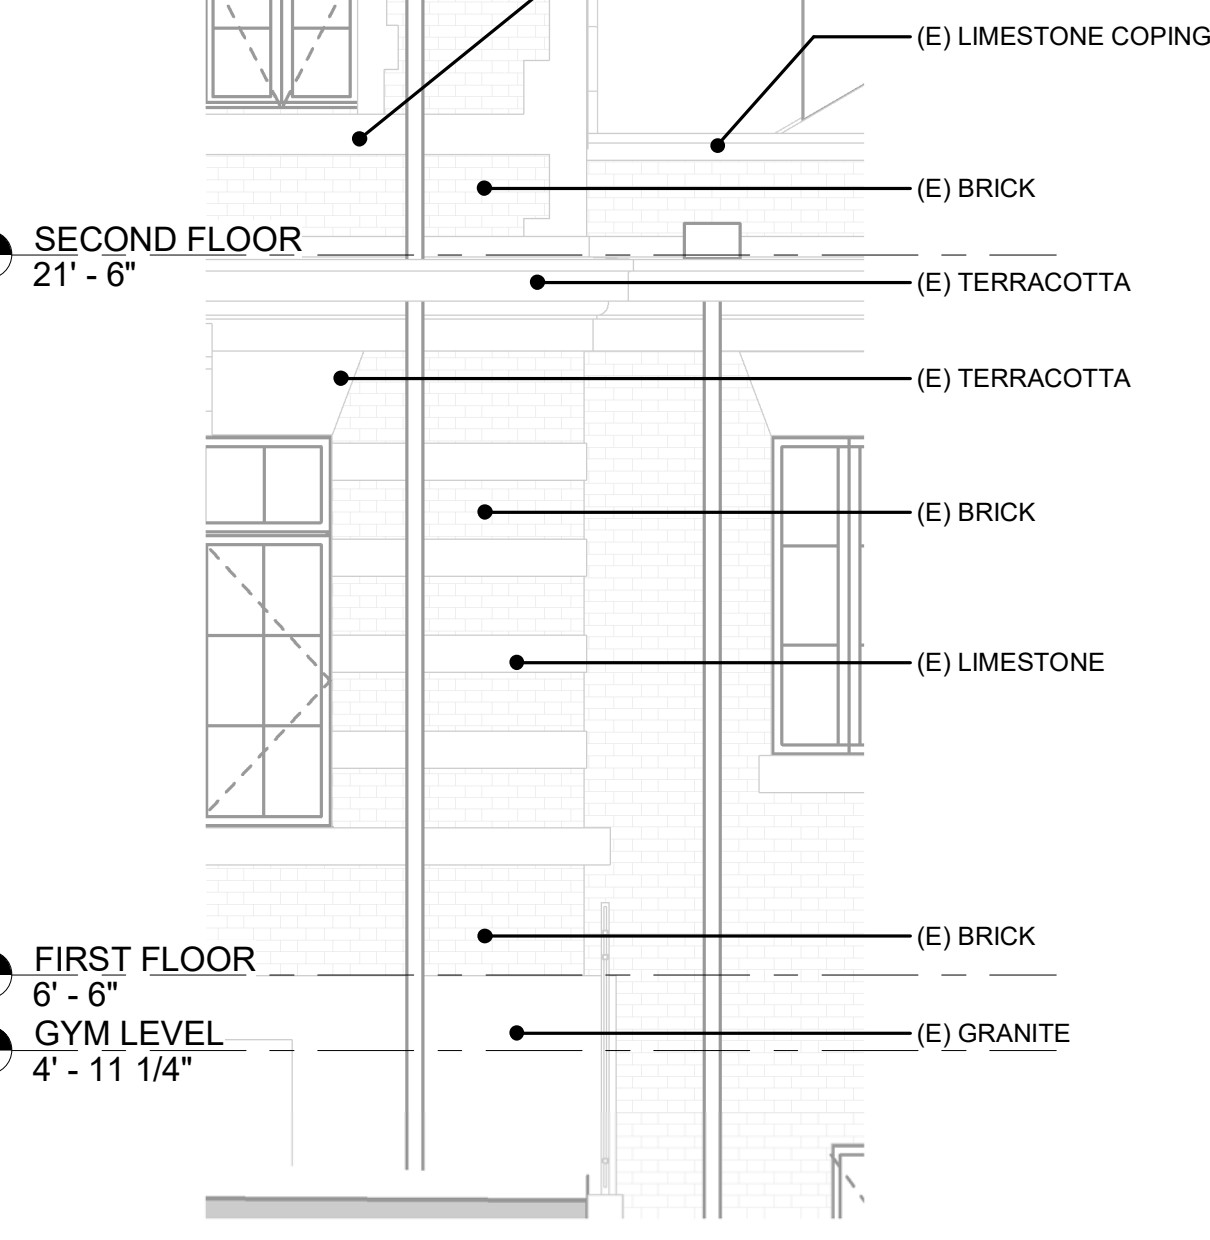 (E) LIMESTONE COPING
(E) BRICK
SECOND FLOOR
21' - 6"
(E) TERRACOTTA
(E) TERRACOTTA
(E) BRICK
(E) LIMESTONE
(E) BRICK
FIRST FLOOR
6' - 6"
GYM LEVEL
4' - 11 1/4"
(E) GRANITE